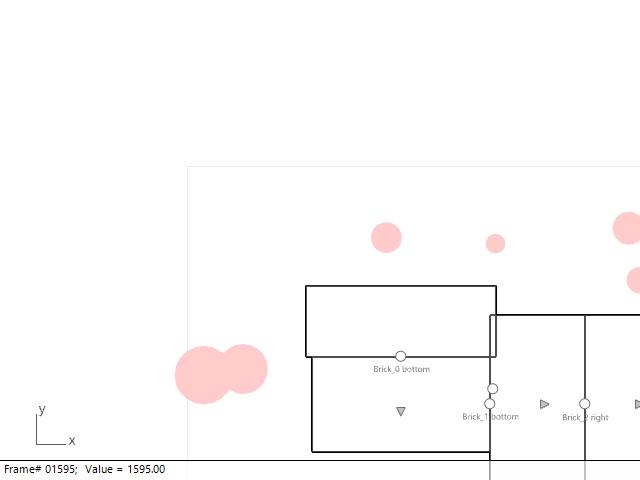 Brick_0 bottom
Brick_1 bottom
Brick_2 right
y
x
Frame# 01595; Value = 1595.00